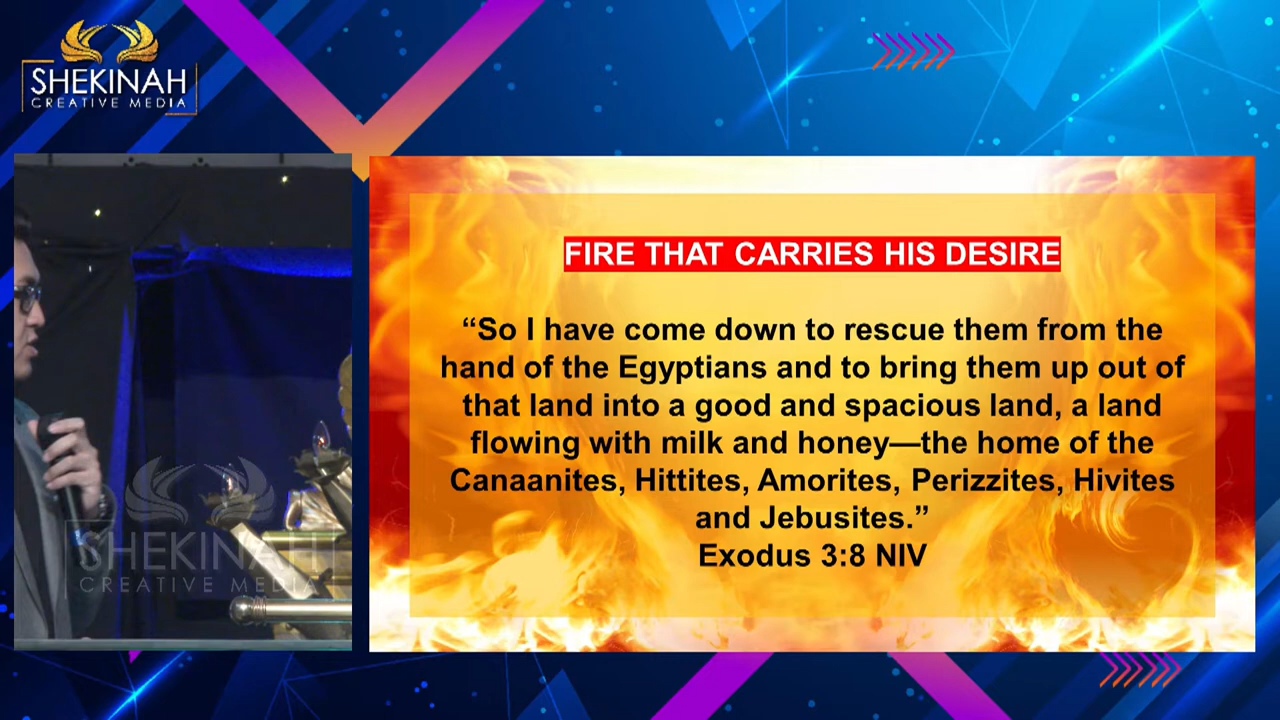 SHEKINAH
CREATIVE MEDIA
FIRE THAT CARRIES HIS DESIRE
“So I have come down to rescue them from the
hand of the Egyptians and to bring them up out of
that land into a good and spacious land, a land
flowing with milk and honey—the home of the
Canaanites, Hittites, Amorites, Perizzites, Hivites
and Jebusites.”
Exodus 3:8 NIV
SHEKINAH
CREATIVE MEDIA